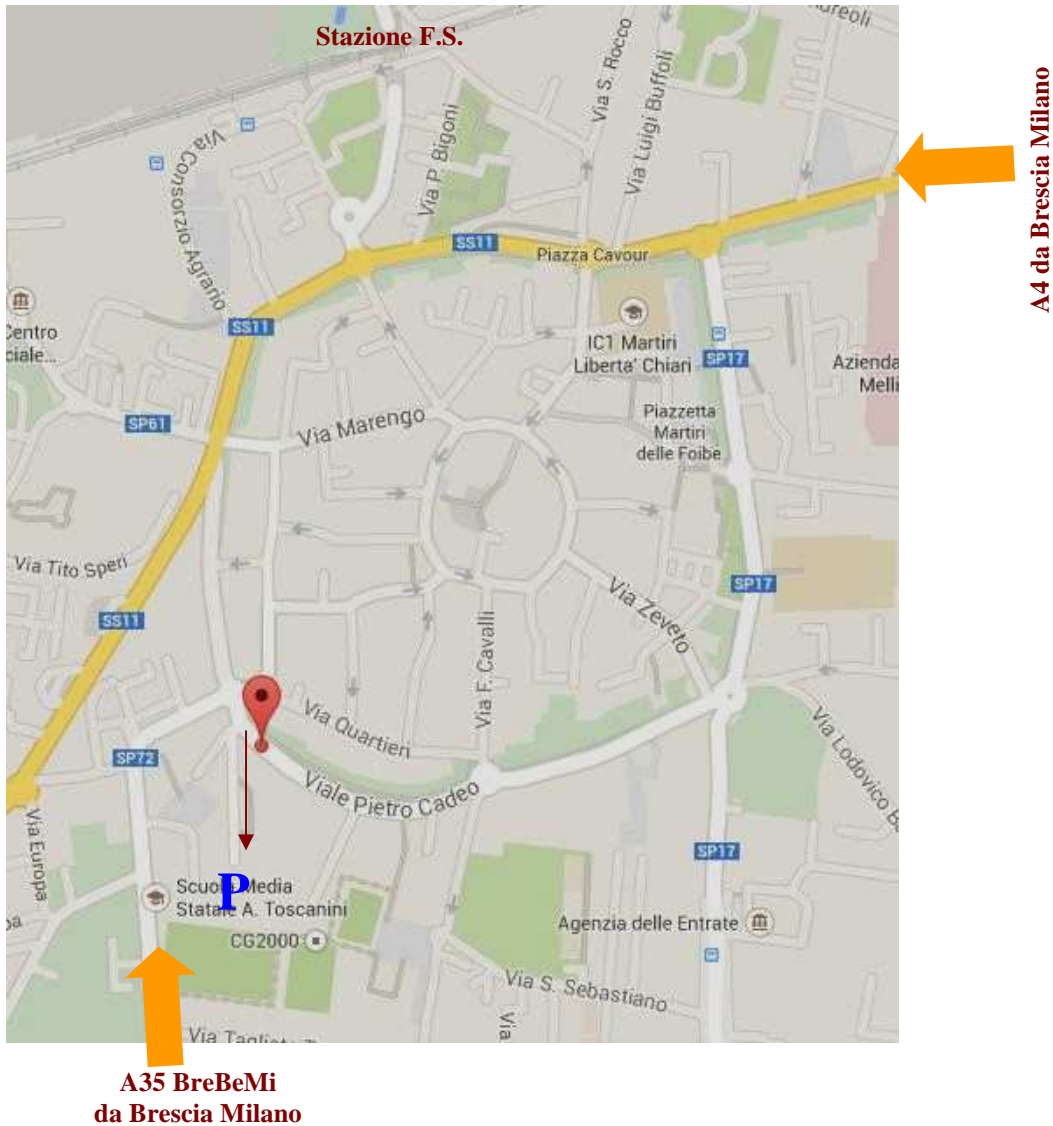 Stazione F.S.
Via S. Rocco
Via Luigi Buffoli
Via P. Bigoni
Via Consorzio Agrario
A4 da Brescia Milano
SS11
Piazza Cavour
IC1 Martiri
Liberta' Chiari
SS11
SP17
Centro
ciale...
Azienda
Melli
SP61
Via Marengo
Piazzetta
Martiri
delle Foibe
Via Tito Speri
SP17
SS11
Via Zeveto
Via F. Cavalli
Via Quartieri
SP72
Viale Pietro Cadeo
Via Lodovico B
Via Europa
SP17
P
Scuola Media
Statale A. Toscanini
Agenzia delle Entrate
CG2000
Via S. Sebastiano
Via
A35 BreBeMi
da Brescia Milano